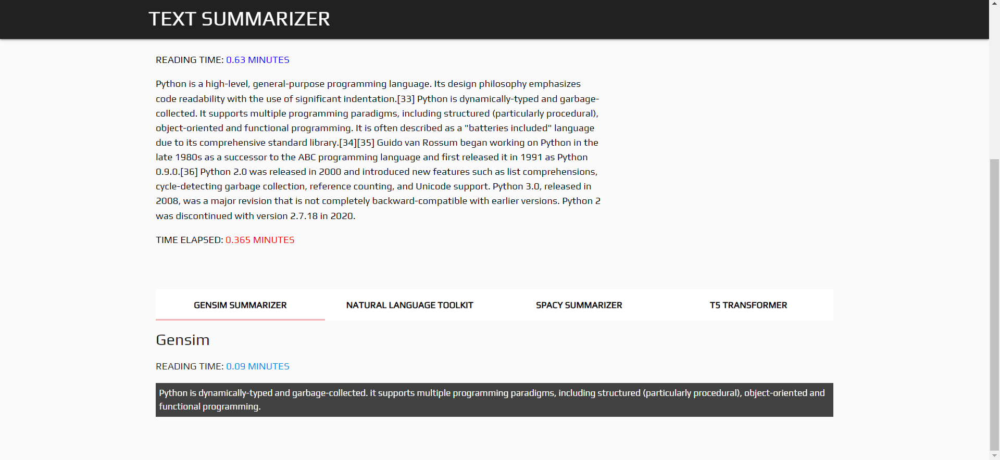 TEXT SUMMARIZER
READING TIME: 0.63 MINUTES
Python is a high-level, general-purpose programming language. Its design philosophy emphasizes
code readability with the use of significant indentation.[33] Python is dynamically-typed and garbage-
collected. It supports multiple programming paradigms, including structured (particularly procedural),
object-oriented and functional programming. It is often described as a "batteries included" language
due to its comprehensive standard library.[34][35] Guido van Rossum began working on Python in the
late 1980s as a successor to the ABC programming language and first released it in 1991 as Python
0.9.0.[36] Python 2.0 was released in 2000 and introduced new features such as list comprehensions,
cycle-detecting garbage collection, reference counting, and Unicode support. Python 3.0, released in
2008, was a major revision that is not completely backward-compatible with earlier versions. Python 2
was discontinued with version 2.7.18 in 2020.
TIME ELAPSED: 0.365 MINUTES
GENSIM SUMMARIZER NATURAL LANGUAGE TOOLKIT SPACY SUMMARIZER T5 TRANSFORMER
Gensim
READING TIME: 0.09 MINUTES
Python is dynamically-typed and garbage-collected. it supports multiple programming paradigms, including structured (particularly procedural), object-oriented and
functional programming.